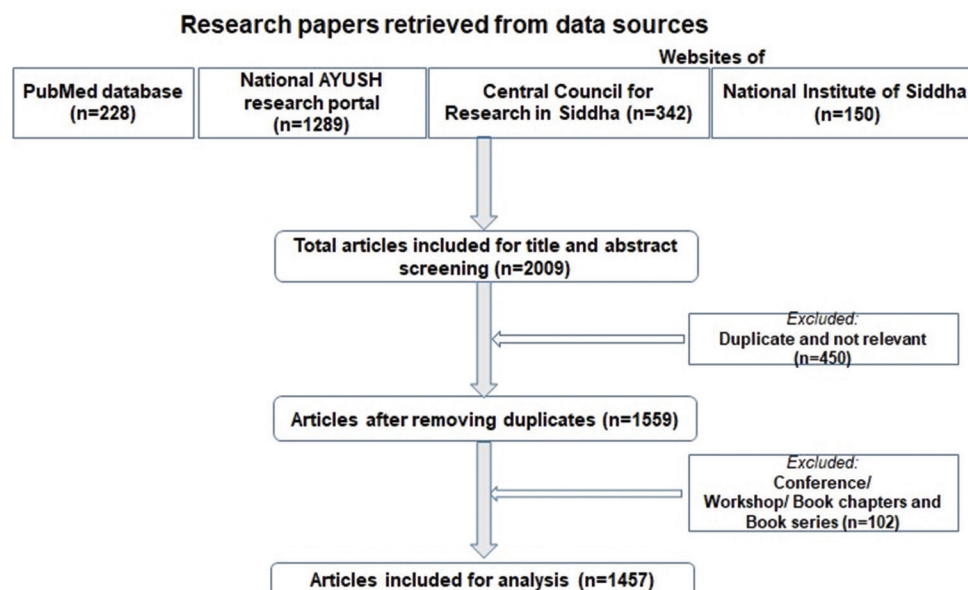 Research papers retrieved from data sources
Websites of
PubMed database
(n=228)
National AYUSH
research portal
(n=1289)
Central Council for
Research in Siddha (n=342)
National Institute of Siddha
(n=150)
Total articles included for title and abstract
screening (n=2009)
Excluded:
Duplicate and not relevant
(n=450)
Articles after removing duplicates (n=1559)
Excluded:
Conference/
Workshop/ Book chapters and
Book series (n=102)
Articles included for analysis (n=1457)